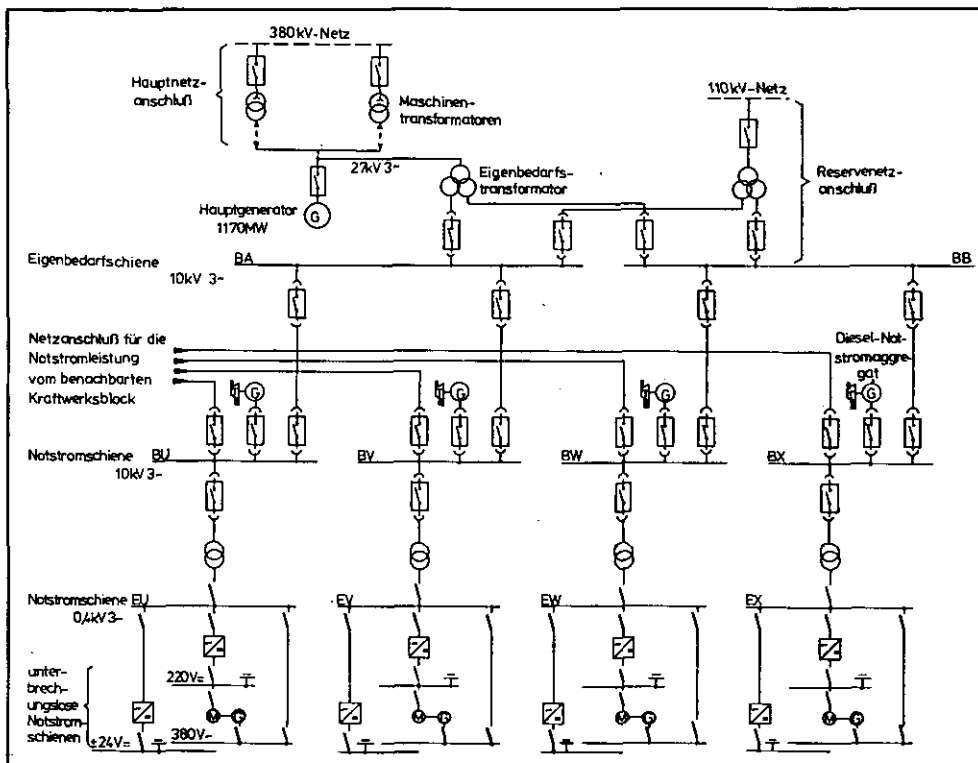 380kV-Netz
Hauptnetz-
anschluß
Maschinen-
transformatoren
110kV-Netz
27kV 3~
Eigenbedarfs-
transformator
Reservenetz-
anschluß
G
Hauptgenerator
1170MW
Eigenbedarfschiene
BA
BB
10kV 3~
Netzanschluß für die
Notstromleistung
vom benachbarten
Kraftwerksblock
Diesel-Not-
stromaggre-
gat
G
G
G
G
Notstromschiene
BU
BV
BW
BX
10kV 3~
Notstromschiene
EU
EV
EW
EX
0,4kV 3~
unter-
brech-
ungslose
Notstrom-
schienen
220V=
M
G
M
G
M
G
M
G
±24V=
380V~